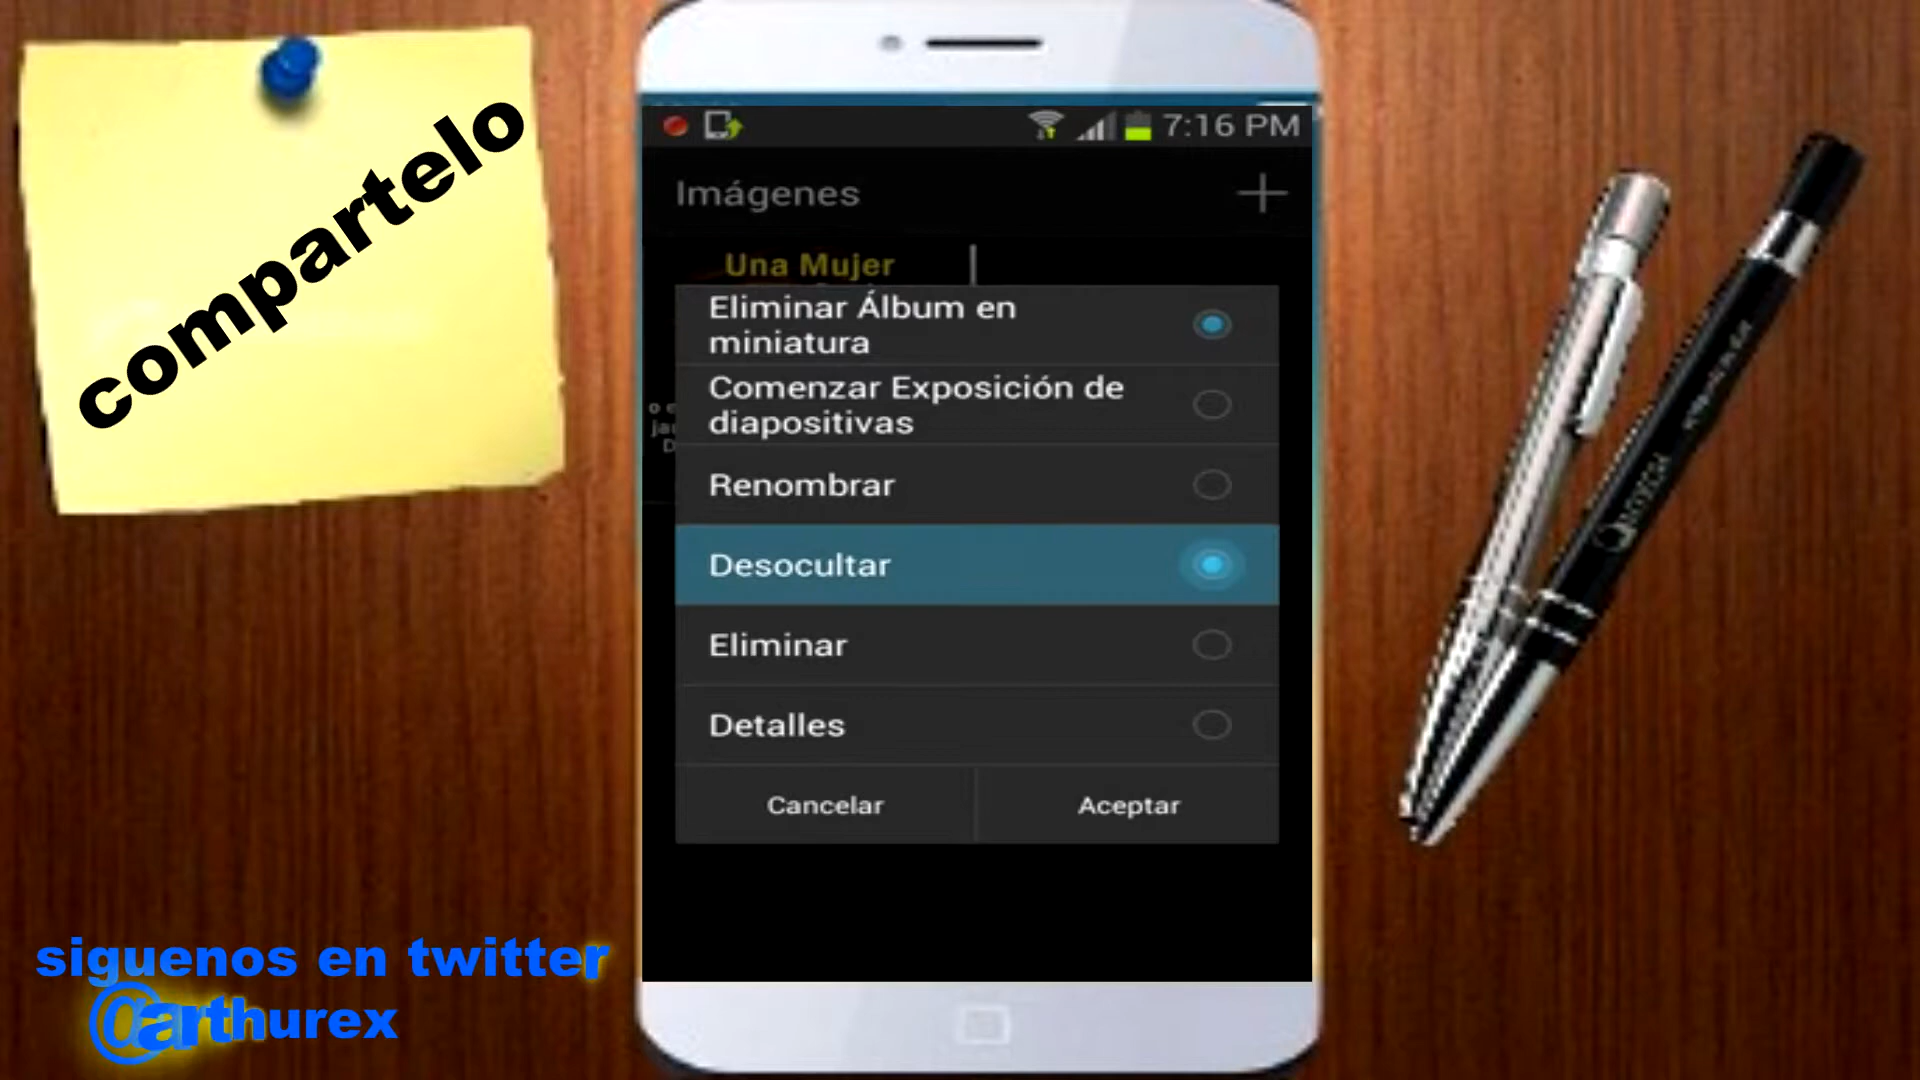 compartelo
7:16 PM
Imágenes
Una Mujer
Eliminar Álbum en
miniatura
Comenzar Exposición de
diapositivas
Renombrar
Desocultar
Eliminar
Detalles
Cancelar
Aceptar
siguenos en twitter
@arthurex